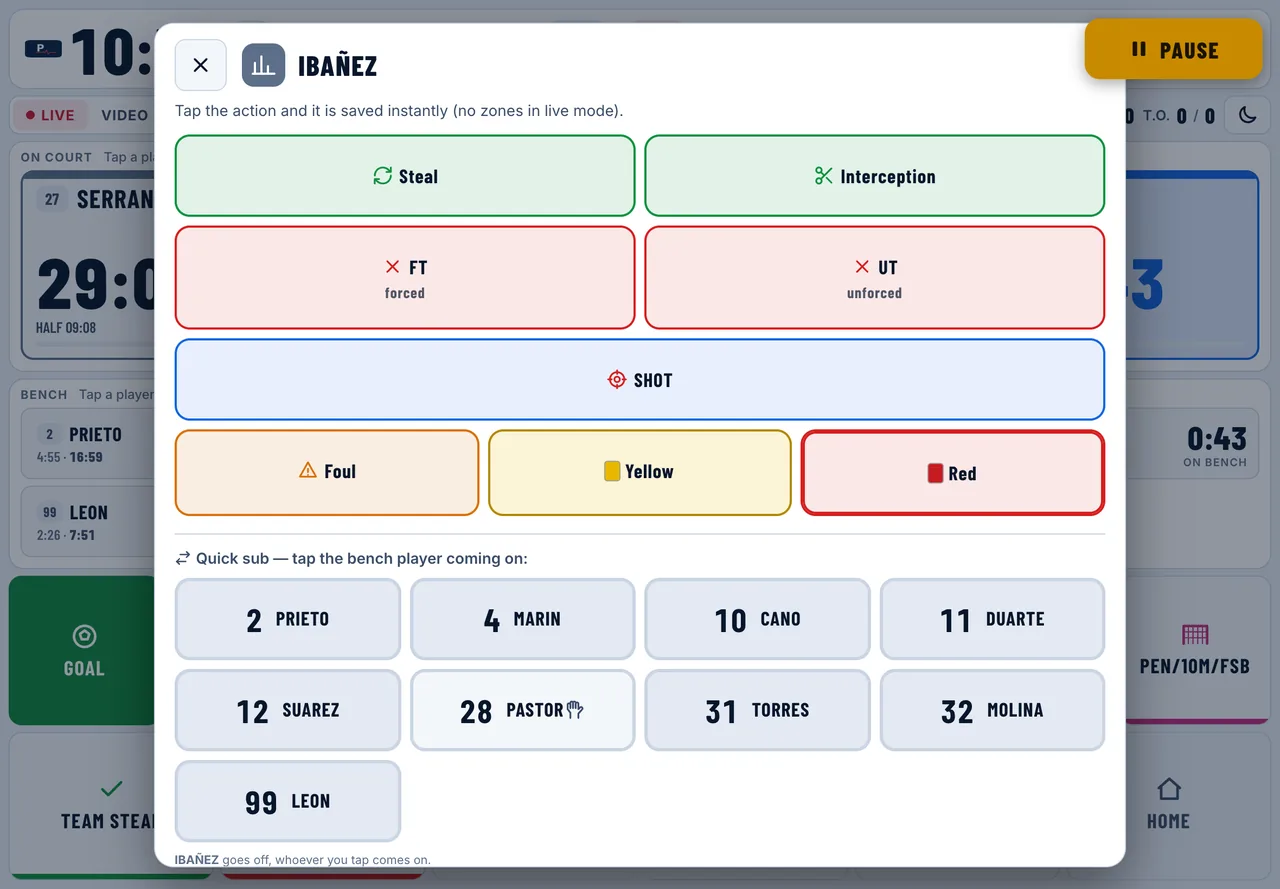 P
10:
IBAÑEZ
PAUSE
Tap the action and it is saved instantly (no zones in live mode).
LIVE
VIDEO
T.O. 0 / 0
ON COURT Tap a
27 SERRAN
29:0
HALF 09:08
3
Steal
Interception
FT
forced
UT
unforced
SHOT
Foul
Yellow
Red
BENCH Tap a player
2 PRIETO
4:55 · 16:59
99 LEON
2:26 · 7:51
0:43
ON BENCH
Quick sub — tap the bench player coming on:
2 PRIETO
4 MARIN
10 CANO
11 DUARTE
12 SUAREZ
28 PASTOR
31 TORRES
32 MOLINA
99 LEON
IBAÑEZ goes off, whoever you tap comes on.
GOAL
PEN/10M/FSB
TEAM STEA
HOME